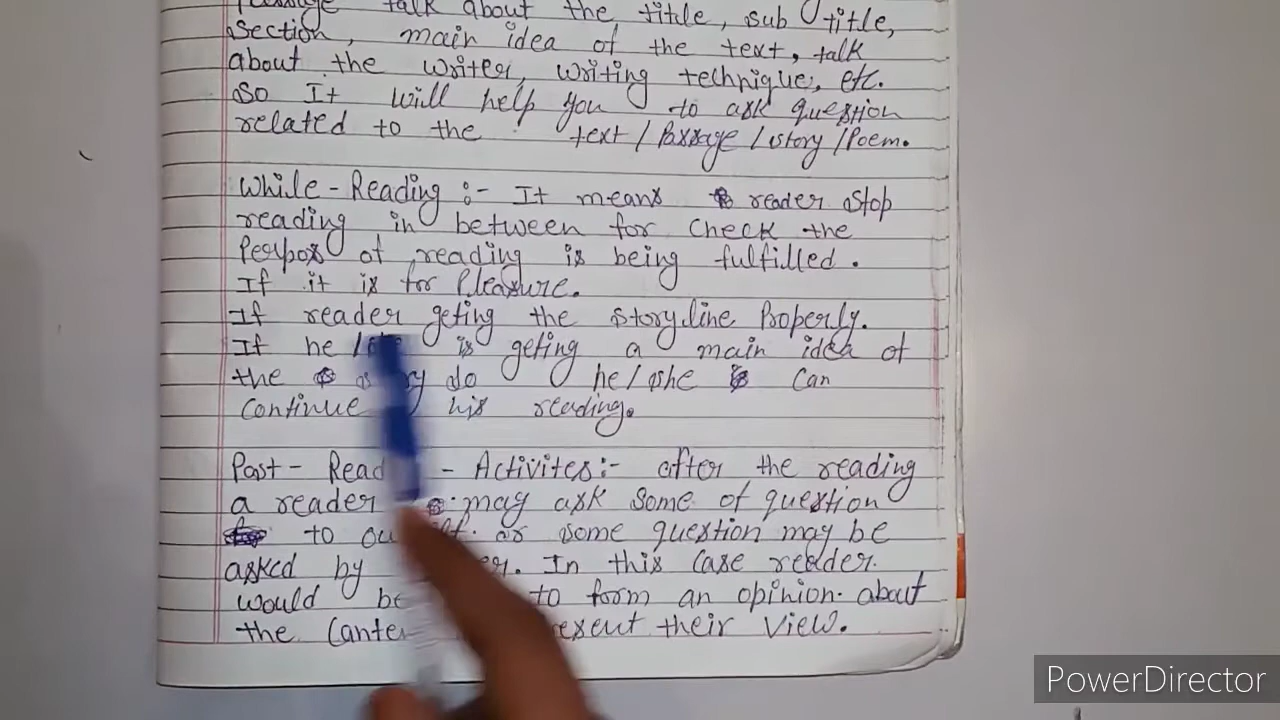 talk about the title, sub title,
Section, main idea of the text, talk
about the writer, writing technique, etc.
So It will help you to ask question
related to the text / Passage / story / Poem.
While - Reading :- It means reader stop
reading in between for check the
Perpos of reading is being fulfilled.
If it is for Pleasure.
If reader geting the story line Properly.
If he / is geting a main idea of
the do he / she can
continue his reading.
Past - - Activites :- after the reading
a reader may ask some of question
to or some question may be
asked by In this case reader
would to form an opinion about
the their view.
PowerDirector